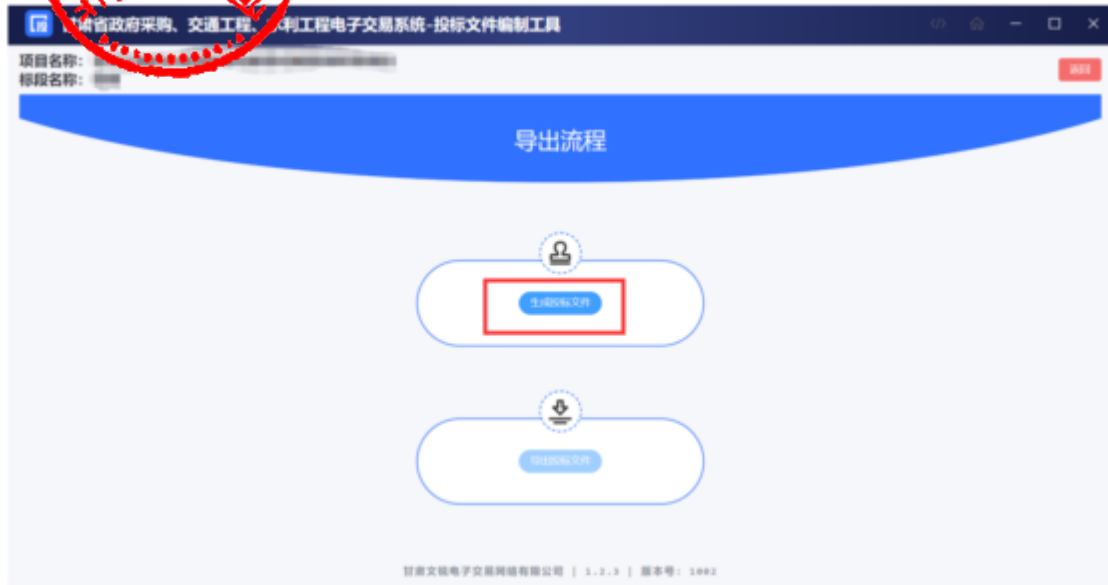 甘肃省政府采购、交通工程、水利工程电子交易系统-投标文件编制工具
项目名称：
标段名称：
返回
导出流程
生成投标文件
导出投标文件
甘肃文锐电子交易网络有限公司 | 1.2.3 | 版本号: 1002